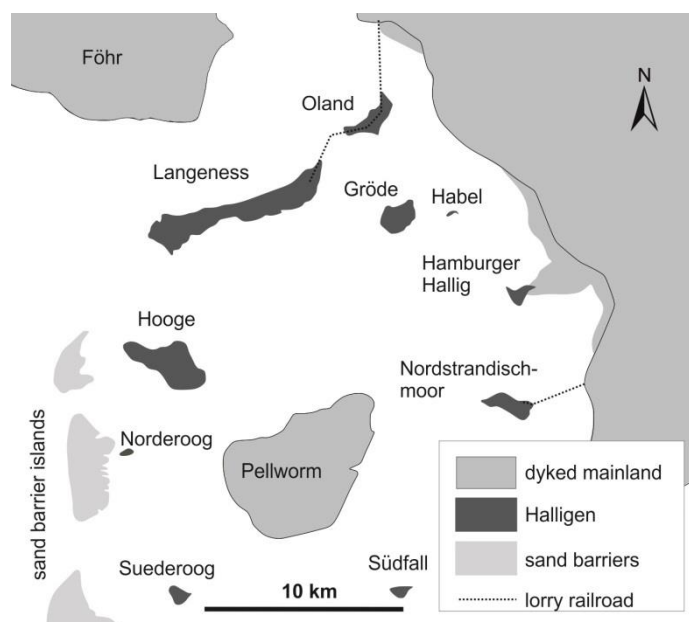 Föhr
N
Oland
Langeness
Gröde
Habel
Hamburger
Hallig
Hooge
Nordstrandisch-
moor
sand barrier islands
Norderoog
Pellworm
dyked mainland
Halligen
sand barriers
lorry railroad
Suederoog
10 km
Südfall